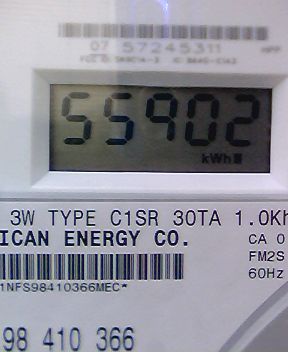 07 57245311
55902
kWh
3W TYPE C1SR 30TA 1.0Kh
ICAN ENERGY CO.
CA 0
FM2S
60Hz
1NFS98410366MEC*
98 410 366